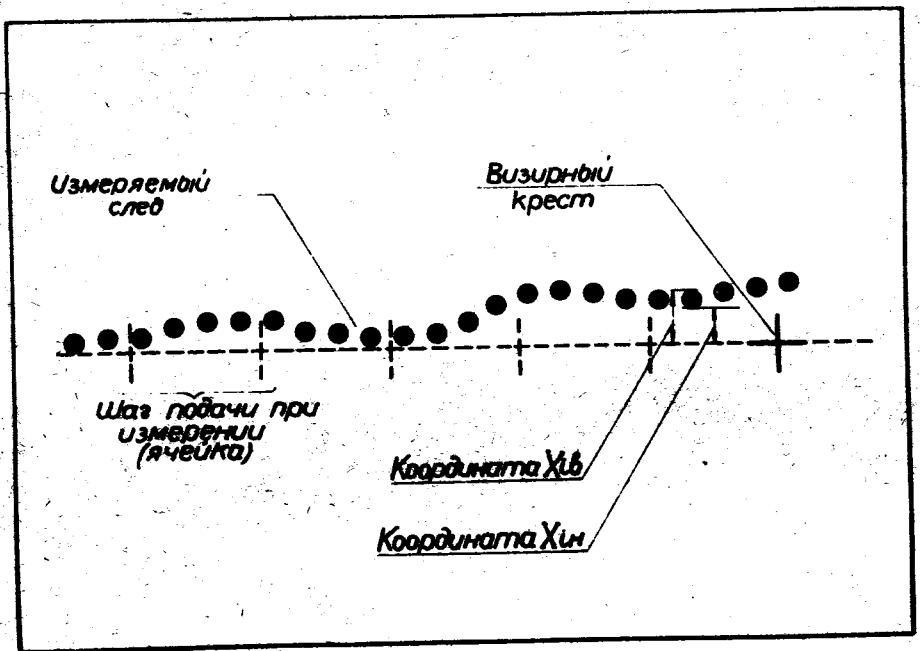 Измеряемый
след
Визирный
крест
Шаг подачи при
измерении
(ячейка)
Координата Xiв
Координата Xiн